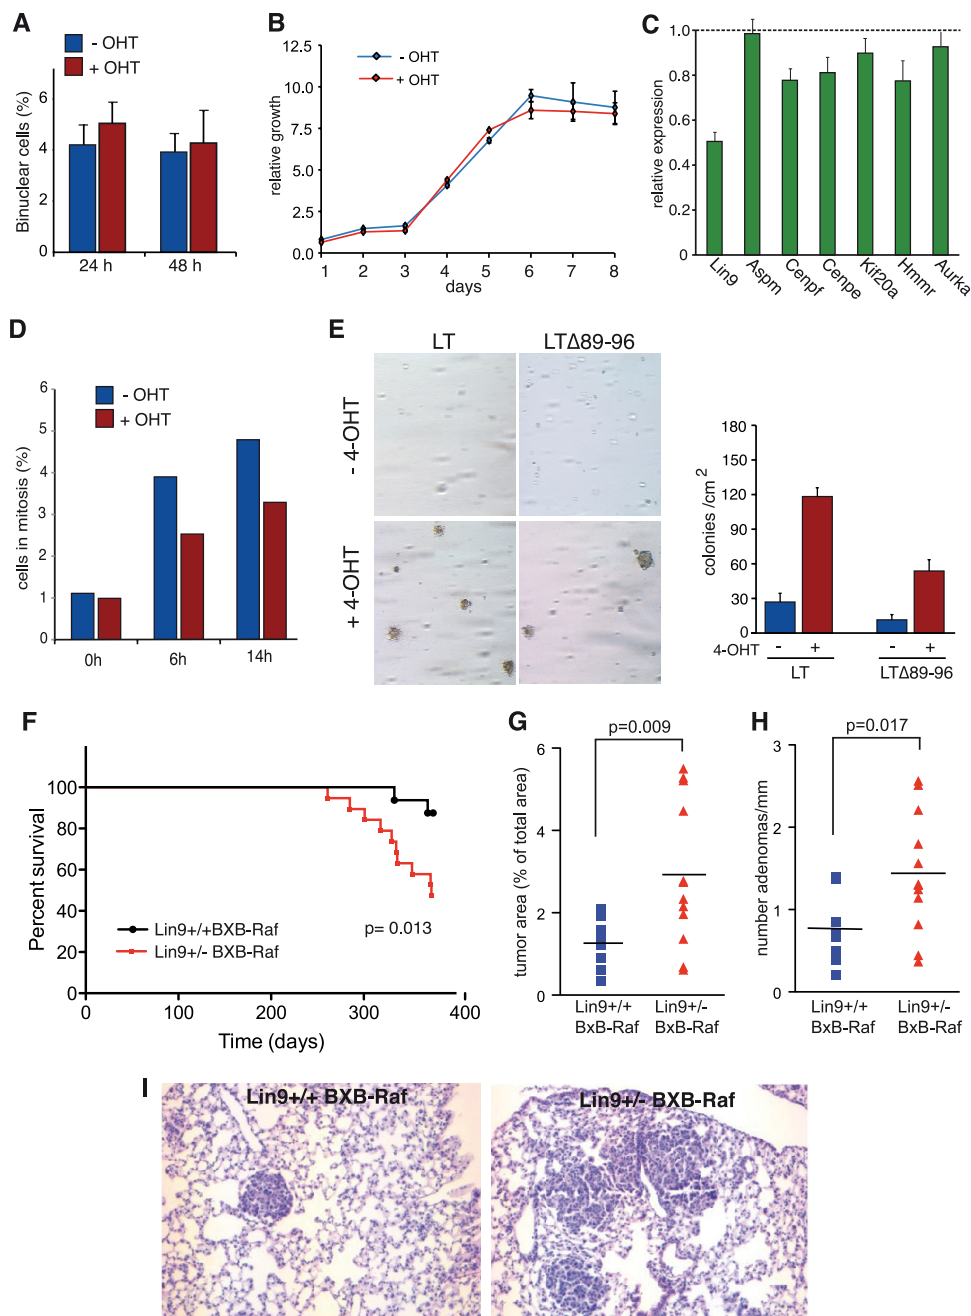 A
- OHT
+ OHT
Binuclear cells (%)
6
4
2
0
24 h
48 h
B
- OHT
+ OHT
relative growth
12.5
10.0
7.5
5.0
2.5
0.0
1 2 3 4 5 6 7 8
days
C
relative expression
1.0
0.8
0.6
0.4
0.2
0
Lin9
Aspm
Cenpf
Cenpe
Kif20a
Hmmr
Aurka
D
- OHT
+ OHT
cells in mitosis (%)
6
5
4
3
2
1
0
0h
6h
14h
E
LT
LTΔ89-96
- 4-OHT
+ 4-OHT
colonies /cm2
180
150
120
90
60
30
0
4-OHT - + - +
LT
LTΔ89-96
F
Percent survival
100
80
60
40
20
0
Lin9+/+BXB-Raf
Lin9+/- BXB-Raf
p= 0.013
0 100 200 300 400
Time (days)
G
p=0.009
tumor area (% of total area)
6
4
2
0
Lin9+/+
BxB-Raf
Lin9+/-
BxB-Raf
H
p=0.017
number adenomas/mm
3
2
1
0
Lin9+/+
BxB-Raf
Lin9+/-
BxB-Raf
I
Lin9+/+ BXB-Raf
Lin9+/- BXB-Raf